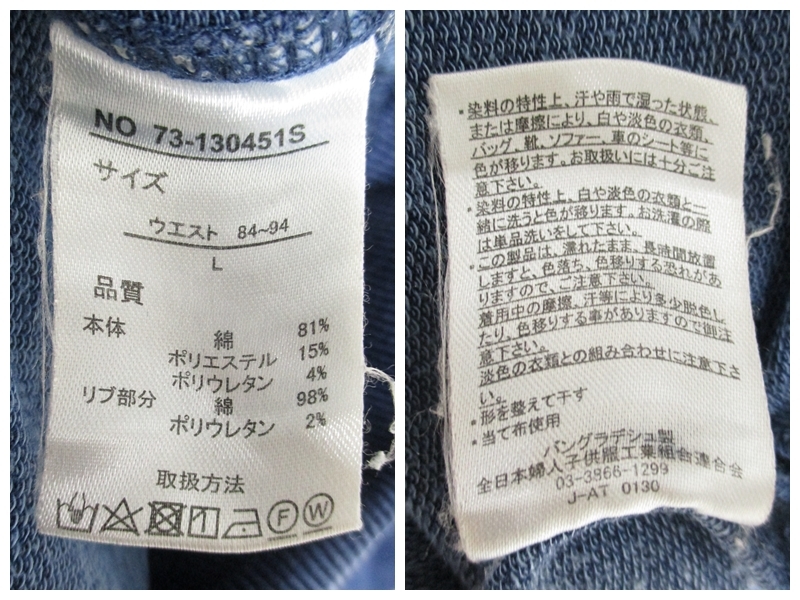 NO 73-130451S
サイズ
ウエスト 84~94
L
品質
本体
綿 81%
ポリエステル 15%
ポリウレタン 4%
リブ部分
綿 98%
ポリウレタン 2%
取扱方法
F W
・染料の特性上、汗や雨で湿った状態、
または摩擦により、白や淡色の衣類、
バッグ、靴、ソファー、車のシート等に
色が移ります。お取扱いには十分ご注
意下さい。
・染料の特性上、白や淡色の衣類と一
緒に洗うと色が移ります。お洗濯の際
は単品洗いをして下さい。
・この製品は、濡れたまま、長時間放置
しますと、色落ち、色移りする恐れがあ
りますので、ご注意下さい。
着用中の摩擦、汗等により多少脱色し
たり、色移りする事がありますので御注
意下さい。
淡色の衣類との組み合わせに注意下さ
い。
・形を整えて干す
・当て布使用
バングラデシュ製
全日本婦人子供服工業組合連合会
03-3866-1299
J-AT 0130